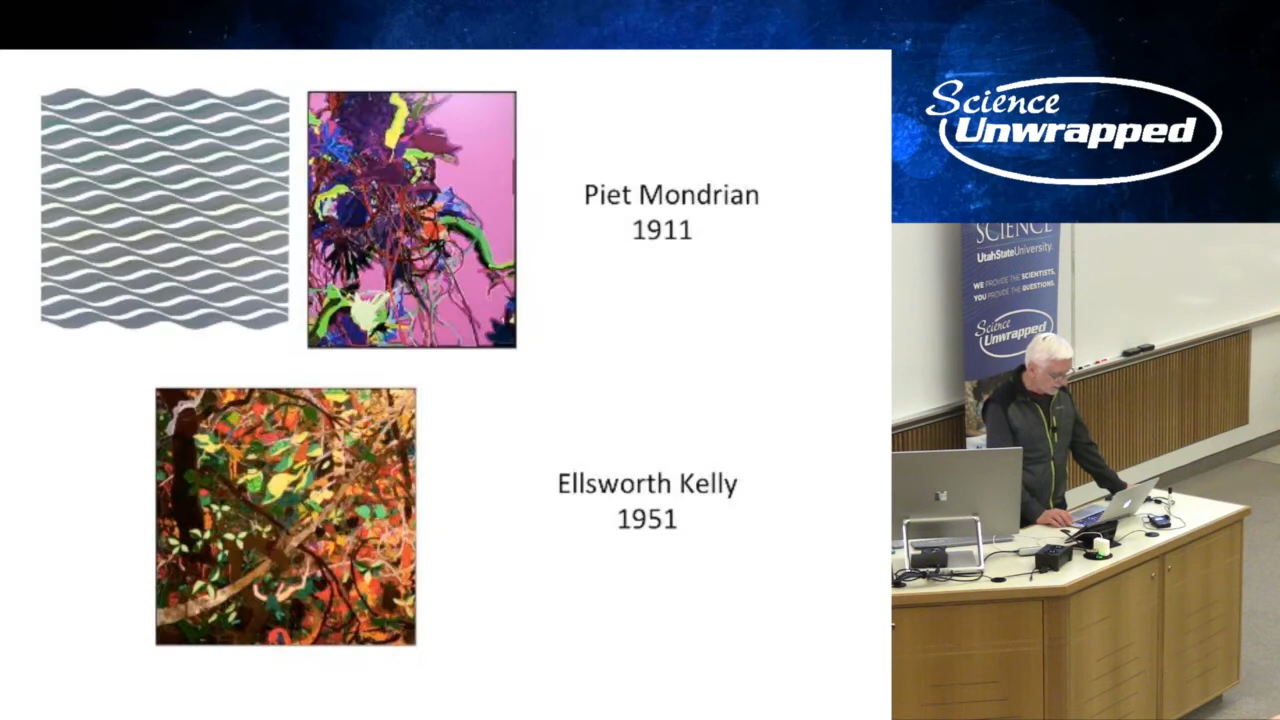 Piet Mondrian
1911
Ellsworth Kelly
1951
Science
Unwrapped
SCIENCE
UtahStateUniversity.
WE PROVIDE THE SCIENTISTS,
YOU PROVIDE THE QUESTIONS.
Science
Unwrapped